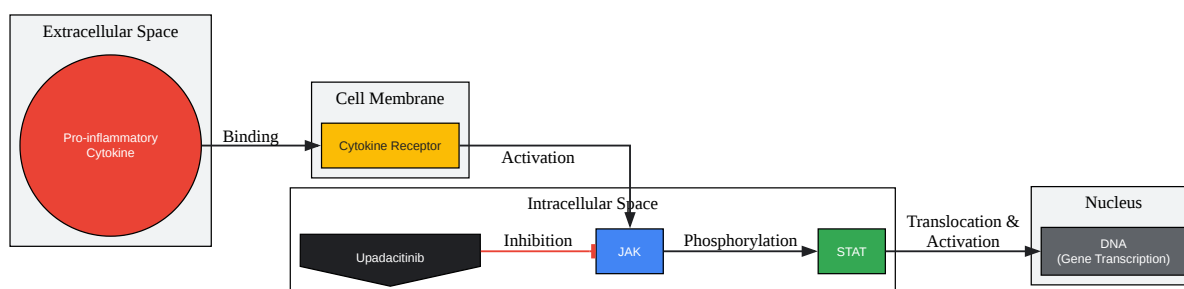 Extracellular Space
Pro-inflammatory
Cytokine
Binding
Cell Membrane
Cytokine Receptor
Activation
Intracellular Space
Upadacitinib
Inhibition
JAK
Phosphorylation
STAT
Translocation &
Activation
Nucleus
DNA
(Gene Transcription)